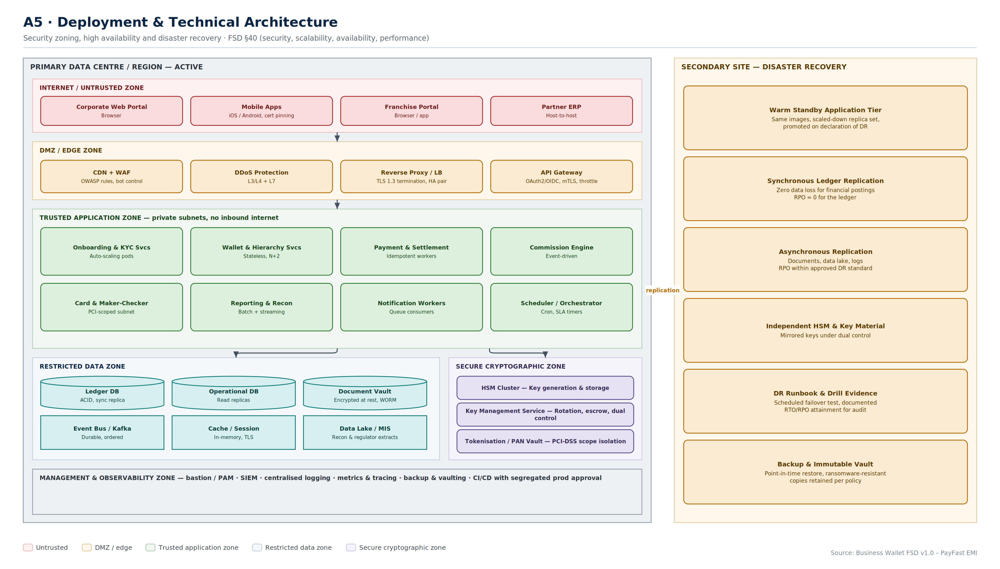 A5 · Deployment & Technical Architecture
Security zoning, high availability and disaster recovery · FSD §40 (security, scalability, availability, performance)
PRIMARY DATA CENTRE / REGION — ACTIVE
INTERNET / UNTRUSTED ZONE
Corporate Web Portal
Browser
Mobile Apps
iOS / Android, cert pinning
Franchise Portal
Browser / app
Partner ERP
Host-to-host
DMZ / EDGE ZONE
CDN + WAF
OWASP rules, bot control
DDoS Protection
L3/L4 + L7
Reverse Proxy / LB
TLS 1.3 termination, HA pair
API Gateway
OAuth2/OIDC, mTLS, throttle
TRUSTED APPLICATION ZONE — private subnets, no inbound internet
Onboarding & KYC Svcs
Auto-scaling pods
Wallet & Hierarchy Svcs
Stateless, N+2
Payment & Settlement
Idempotent workers
Commission Engine
Event-driven
Card & Maker-Checker
PCI-scoped subnet
Reporting & Recon
Batch + streaming
Notification Workers
Queue consumers
Scheduler / Orchestrator
Cron, SLA timers
RESTRICTED DATA ZONE
Ledger DB
ACID, sync replica
Operational DB
Read replicas
Document Vault
Encrypted at rest, WORM
Event Bus / Kafka
Durable, ordered
Cache / Session
In-memory, TLS
Data Lake / MIS
Recon & regulator extracts
SECURE CRYPTOGRAPHIC ZONE
HSM Cluster — Key generation & storage
Key Management Service — Rotation, escrow, dual
control
Tokenisation / PAN Vault — PCI-DSS scope isolation
MANAGEMENT & OBSERVABILITY ZONE — bastion / PAM · SIEM · centralised logging · metrics & tracing · backup & vaulting · CI/CD with segregated prod approval
replication
SECONDARY SITE — DISASTER RECOVERY
Warm Standby Application Tier
Same images, scaled-down replica set,
promoted on declaration of DR
Synchronous Ledger Replication
Zero data loss for financial postings
RPO ≈ 0 for the ledger
Asynchronous Replication
Documents, data lake, logs
RPO within approved DR standard
Independent HSM & Key Material
Mirrored keys under dual control
DR Runbook & Drill Evidence
Scheduled failover test, documented
RTO/RPO attainment for audit
Backup & Immutable Vault
Point-in-time restore, ransomware-resistant
copies retained per policy
Untrusted
DMZ / edge
Trusted application zone
Restricted data zone
Secure cryptographic zone
Source: Business Wallet FSD v1.0 – PayFast EMI